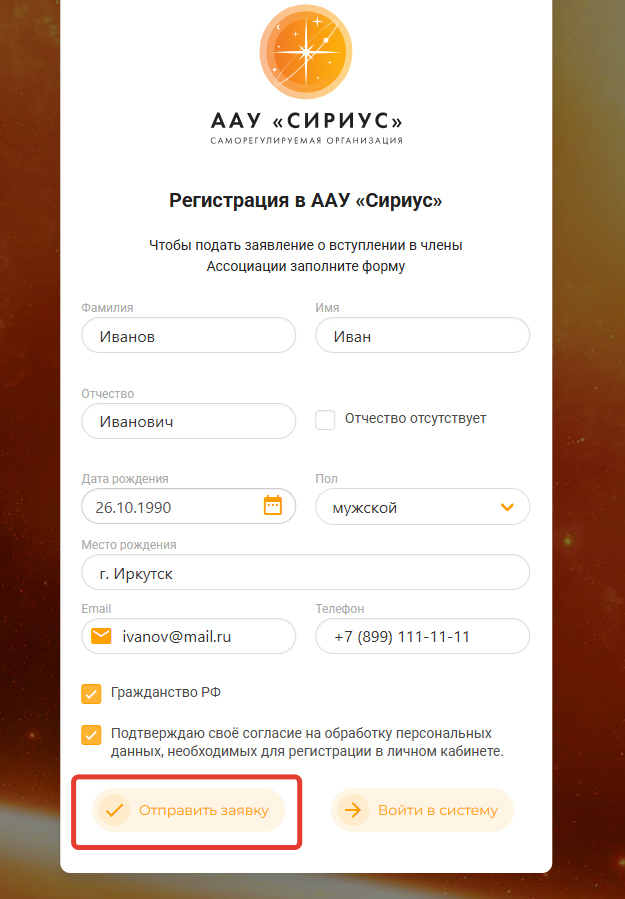 ААУ «СИРИУС»
САМОРЕГУЛИРУЕМАЯ ОРГАНИЗАЦИЯ
Регистрация в ААУ «Сириус»
Чтобы подать заявление о вступлении в члены
Ассоциации заполните форму
Фамилия
Имя
Иванов
Иван
Отчество
Иванович
Отчество отсутствует
Дата рождения
Пол
26.10.1990
мужской
Место рождения
г. Иркутск
Email
Телефон
ivanov@mail.ru
+7 (899) 111-11-11
Гражданство РФ
Подтверждаю своё согласие на обработку персональных
данных, необходимых для регистрации в личном кабинете.
Отправить заявку
Войти в систему